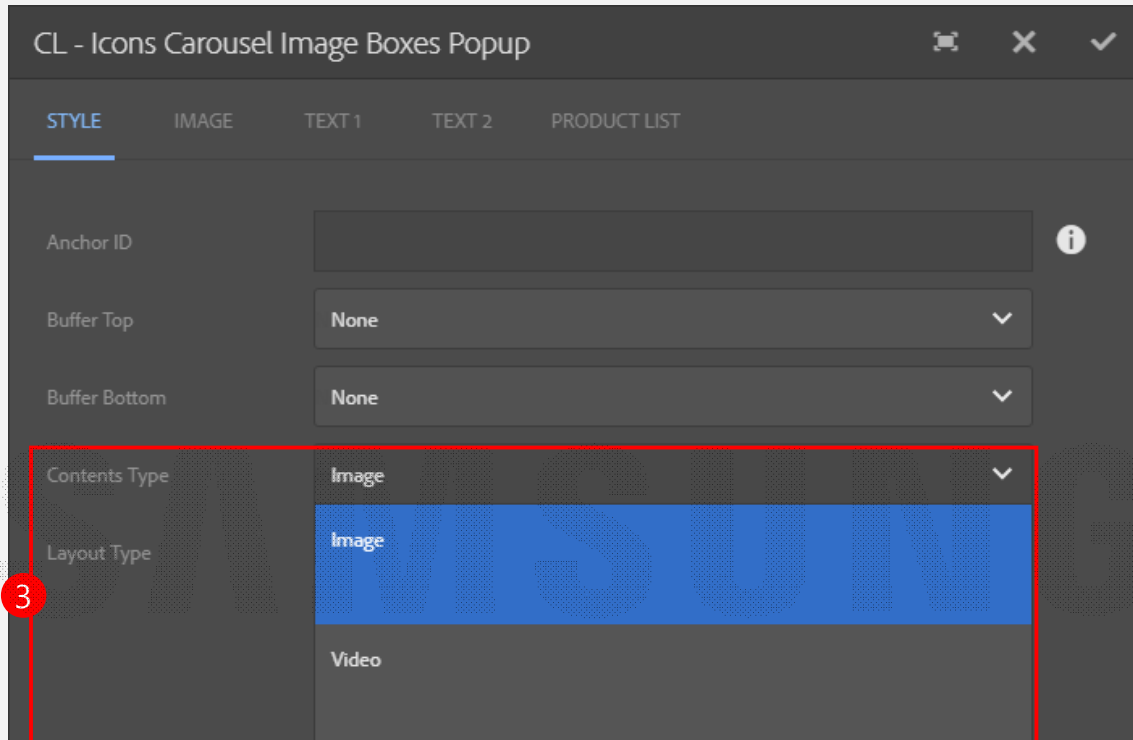 CL - Icons Carousel Image Boxes Popup
STYLE IMAGE TEXT 1 TEXT 2 PRODUCT LIST
Anchor ID
Buffer Top None
Buffer Bottom None
Contents Type Image
Image
Layout Type
3
Video
SAMSUNG